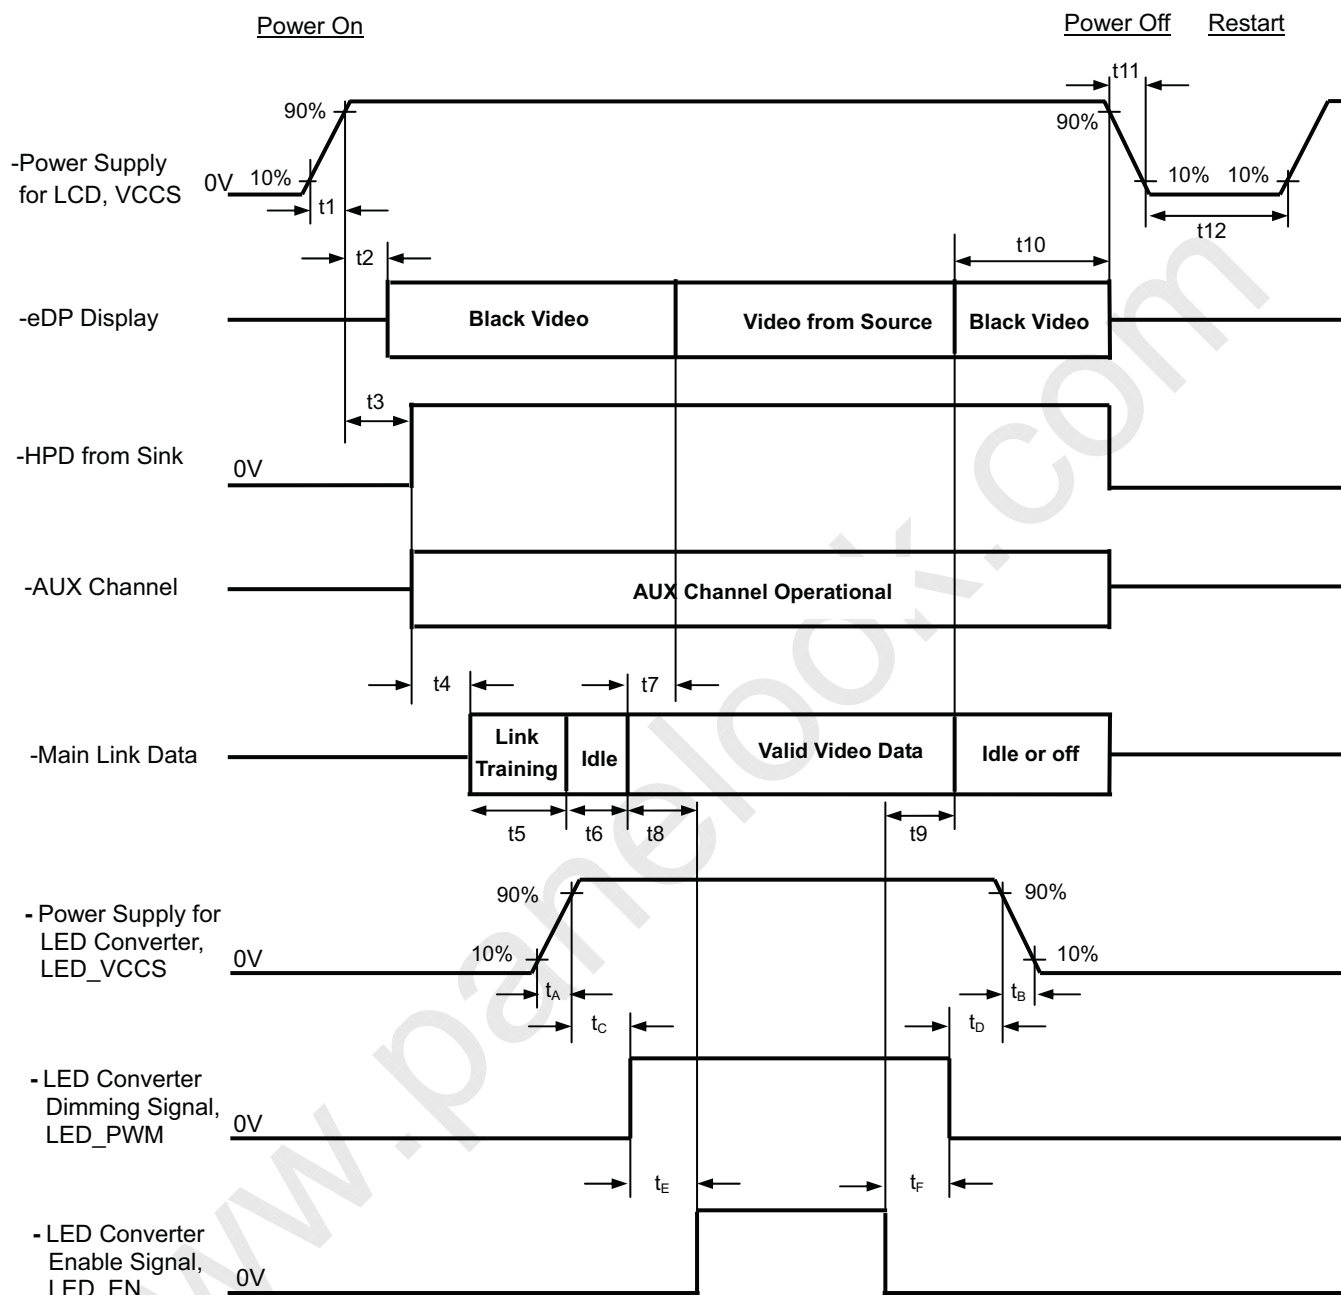 Power On
Power Off
Restart
t11
90%
90%
-Power Supply
for LCD, VCCS
0V
10%
10%
10%
t1
t12
t2
t10
-eDP Display
Black Video
Video from Source
Black Video
t3
-HPD from Sink
0V
-AUX Channel
AUX Channel Operational
t4
t7
-Main Link Data
Link
Training
Idle
Valid Video Data
Idle or off
t5
t6
t8
t9
90%
90%
- Power Supply for
LED Converter,
LED_VCCS
0V
10%
10%
tA
tB
tC
tD
- LED Converter
Dimming Signal,
LED_PWM
0V
tE
tF
- LED Converter
Enable Signal,
LED_EN
0V
www.panelook.com